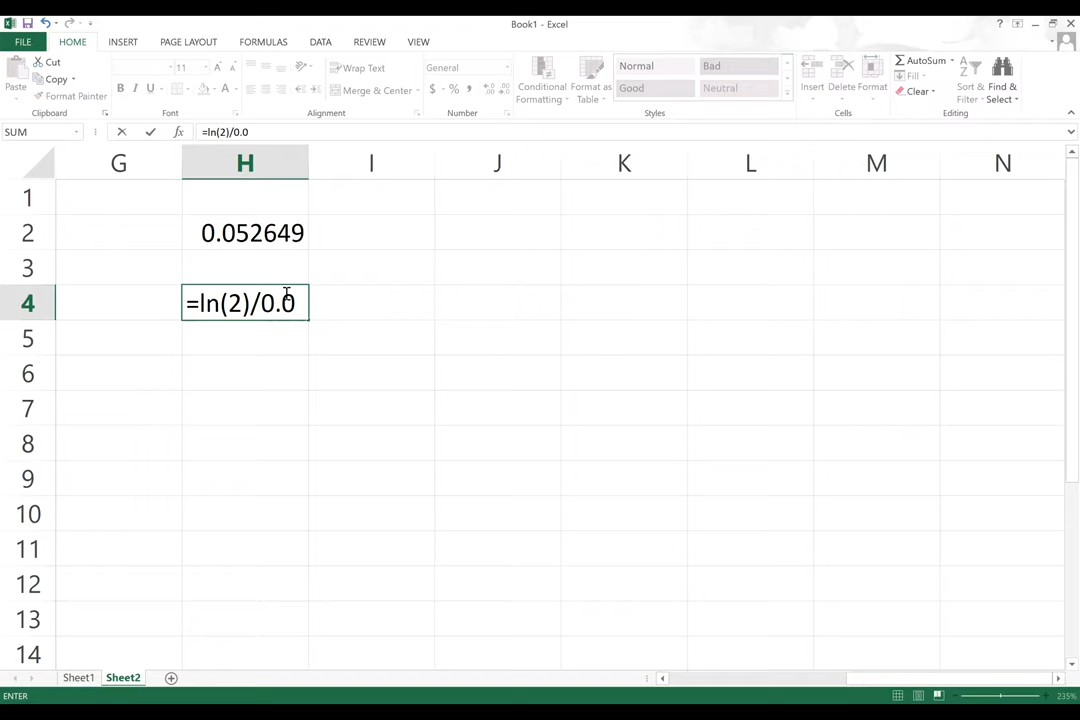 Book1 - Excel
FILE HOME INSERT PAGE LAYOUT FORMULAS DATA REVIEW VIEW
Cut
Copy
Format Painter
Paste
Clipboard
11
B I U
Font
Wrap Text
Merge & Center
Alignment
General
$ % ,
Number
Conditional Formatting
Format as Table
Normal
Bad
Good
Neutral
Styles
Insert Delete Format
Cells
AutoSum
Fill
Clear
Sort & Filter
Find & Select
Editing
SUM
fx
=ln(2)/0.0
G H I J K L M N
1
2 0.052649
3
4 =ln(2)/0.0
5
6
7
8
9
10
11
12
13
14
Sheet1 Sheet2
ENTER
235%